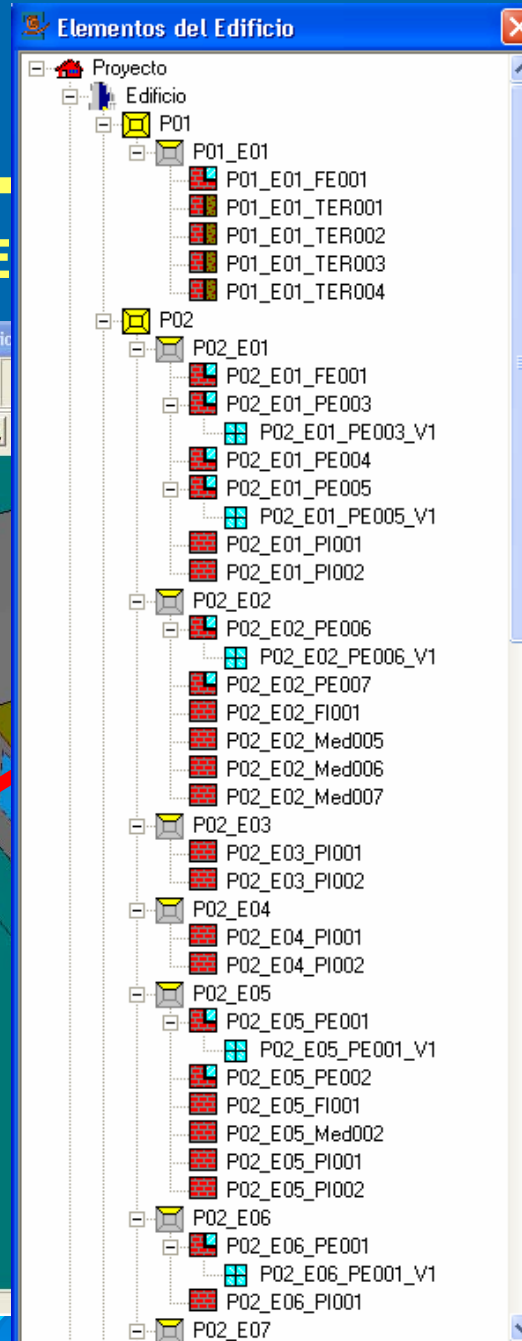 Elementos del Edificio
Proyecto
Edificio
P01
P01_E01
P01_E01_FE001
P01_E01_TER001
P01_E01_TER002
P01_E01_TER003
P01_E01_TER004
P02
P02_E01
P02_E01_FE001
P02_E01_PE003
P02_E01_PE003_V1
P02_E01_PE004
P02_E01_PE005
P02_E01_PE005_V1
P02_E01_PI001
P02_E01_PI002
P02_E02
P02_E02_PE006
P02_E02_PE006_V1
P02_E02_PE007
P02_E02_FI001
P02_E02_Med005
P02_E02_Med006
P02_E02_Med007
P02_E03
P02_E03_PI001
P02_E03_PI002
P02_E04
P02_E04_PI001
P02_E04_PI002
P02_E05
P02_E05_PE001
P02_E05_PE001_V1
P02_E05_PE002
P02_E05_FI001
P02_E05_Med002
P02_E05_PI001
P02_E05_PI002
P02_E06
P02_E06_PE001
P02_E06_PE001_V1
P02_E06_PI001
P02_E07